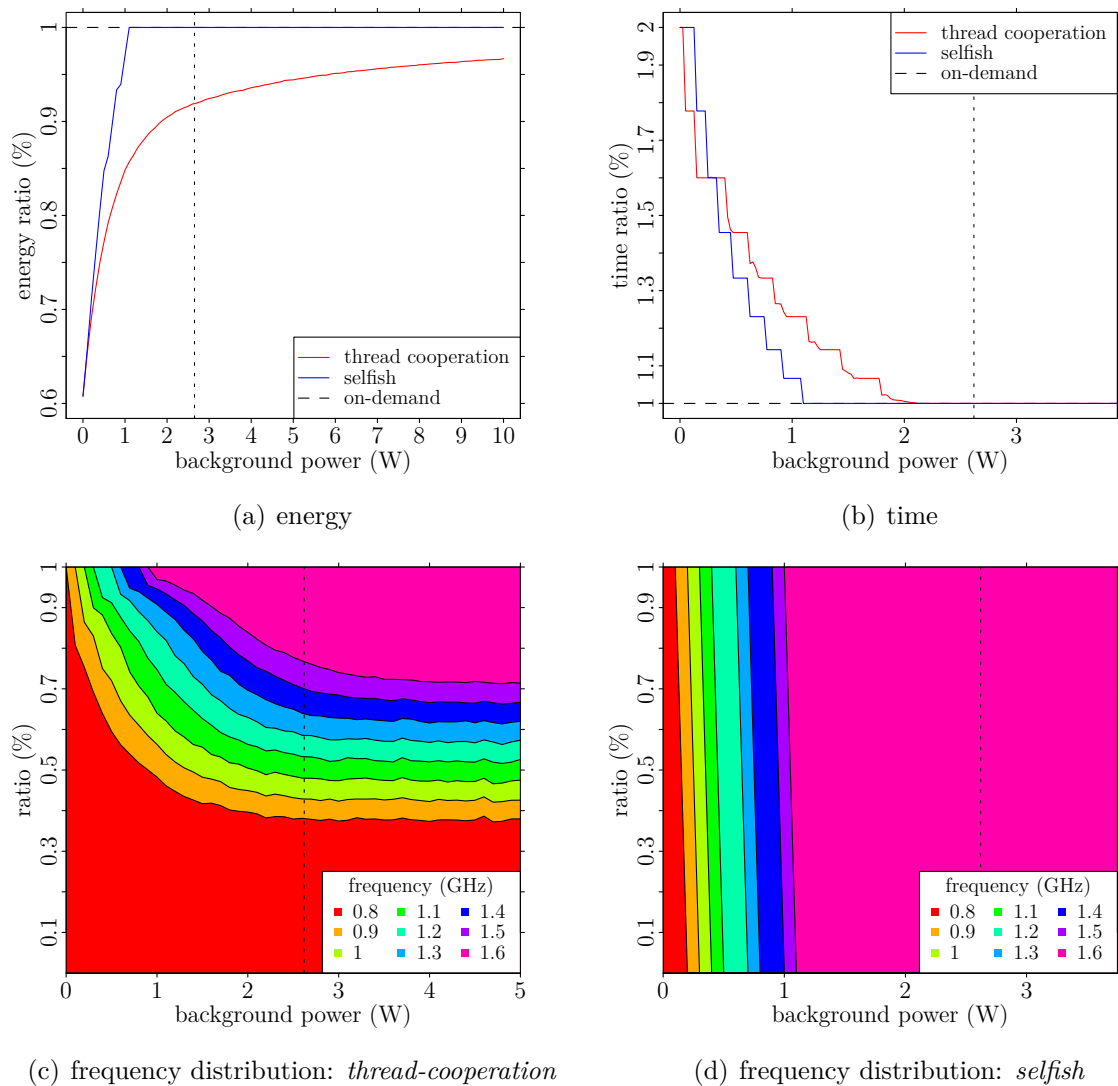 energy ratio (%)
0.6 0.7 0.8 0.9 1
thread cooperation
selfish
on-demand
0 1 2 3 4 5 6 7 8 9 10
background power (W)
(a) energy
time ratio (%)
1 1.1 1.3 1.5 1.7 1.9 2
thread cooperation
selfish
on-demand
0 1 2 3
background power (W)
(b) time
ratio (%)
0.1 0.3 0.5 0.7 0.9 1
frequency (GHz)
0.8 1.1 1.4
0.9 1.2 1.5
1 1.3 1.6
0 1 2 3 4 5
background power (W)
(c) frequency distribution: thread-cooperation
ratio (%)
0.1 0.3 0.5 0.7 0.9 1
frequency (GHz)
0.8 1.1 1.4
0.9 1.2 1.5
1 1.3 1.6
0 1 2 3
background power (W)
(d) frequency distribution: selfish